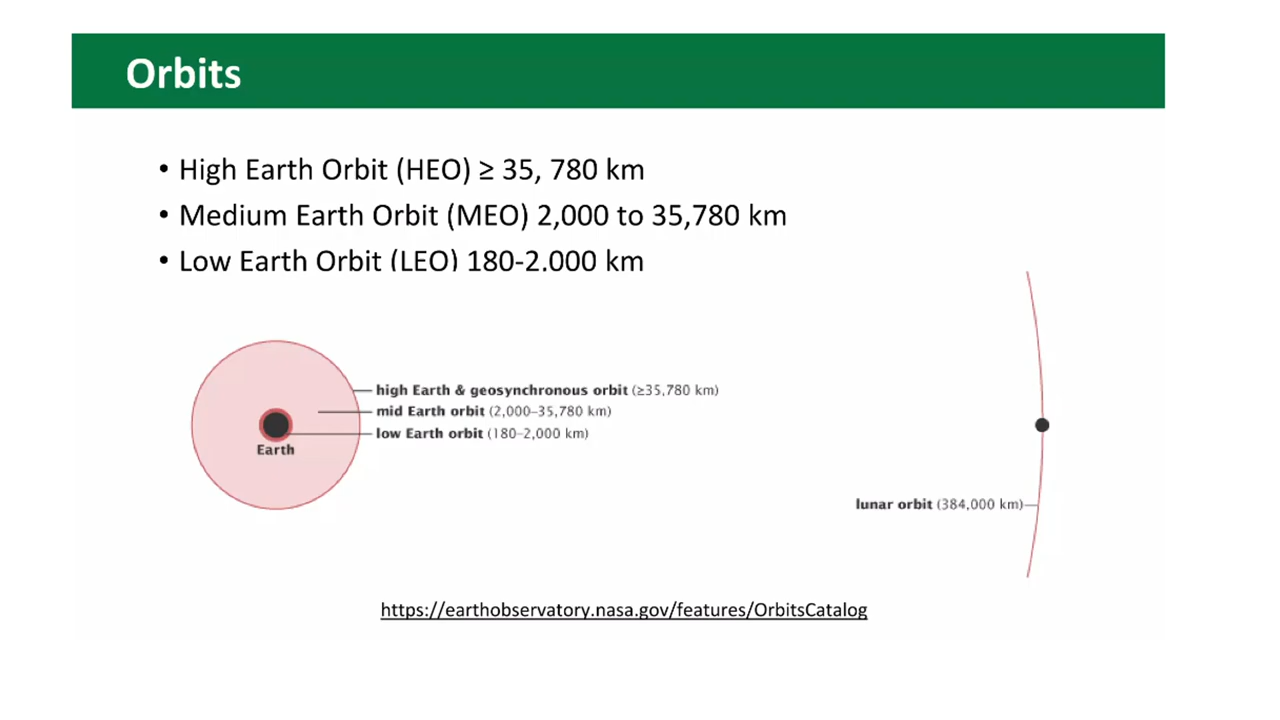 Orbits
• High Earth Orbit (HEO) ≥ 35, 780 km
• Medium Earth Orbit (MEO) 2,000 to 35,780 km
• Low Earth Orbit (LEO) 180-2,000 km
high Earth & geosynchronous orbit (≥35,780 km)
mid Earth orbit (2,000–35,780 km)
low Earth orbit (180–2,000 km)
Earth
lunar orbit (384,000 km)
https://earthobservatory.nasa.gov/features/OrbitsCatalog